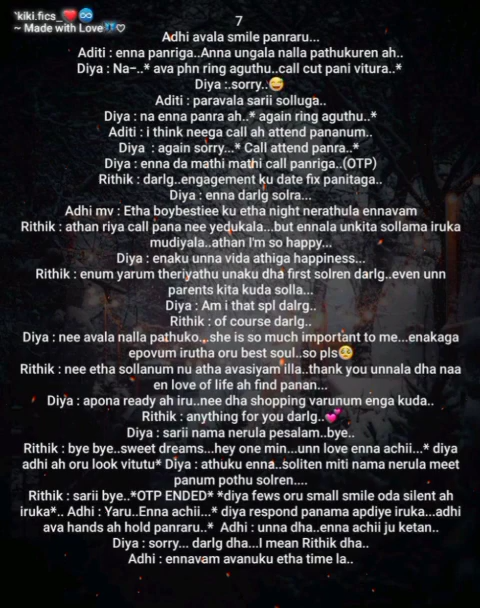 'kiki.fics_❤️♾️
~ Made with Love🦋♡
7
Adhi avala smile panraru...
Aditi : enna panriga..Anna ungala nalla pathukuren ah..
Diya : Na-..* ava phn ring aguthu..call cut pani vitura..*
Diya :.sorry..😅
Aditi : paravala sarii solluga..
Diya : na enna panra ah..* again ring aguthu..*
Aditi : i think neega call ah attend pananum..
Diya  : again sorry...* Call attend panra..*
Diya : enna da mathi mathi call panriga..(OTP)
Rithik : darlg..engagement ku date fix panitaga..
Diya : enna darlg solra...
Adhi mv : Etha boybestiee ku etha night nerathula ennavam
Rithik : athan riya call pana nee yedukala...but ennala unkita sollama iruka
mudiyala..athan I'm so happy...
Diya : enaku unna vida athiga happiness...
Rithik : enum yarum theriyathu unaku dha first solren darlg..even unn
parents kita kuda solla...
Diya : Am i that spl dalrg..
Rithik : of course darlg..
Diya : nee avala nalla pathuko...she is so much important to me...enakaga
epovum irutha oru best soul..so pls🥺
Rithik : nee etha sollanum nu atha avasiyam illa..thank you unnala dha naa
en love of life ah find panan...
Diya : apona ready ah iru..nee dha shopping varunum enga kuda..
Rithik : anything for you darlg..💕
Diya : sarii nama nerula pesalam..bye..
Rithik : bye bye..sweet dreams...hey one min...unn love enna achii...* diya
adhi ah oru look vitutu* Diya : athuku enna..soliten miti nama nerula meet
panum pothu solren....
Rithik : sarii bye..*OTP ENDED* *diya fews oru small smile oda silent ah
iruka*.. Adhi : Yaru..Enna achii...* diya respond panama apdiye iruka...adhi
ava hands ah hold panraru..*  Adhi : unna dha..enna achii ju ketan..
Diya : sorry... darlg dha...I mean Rithik dha..
Adhi : ennavam avanuku etha time la..